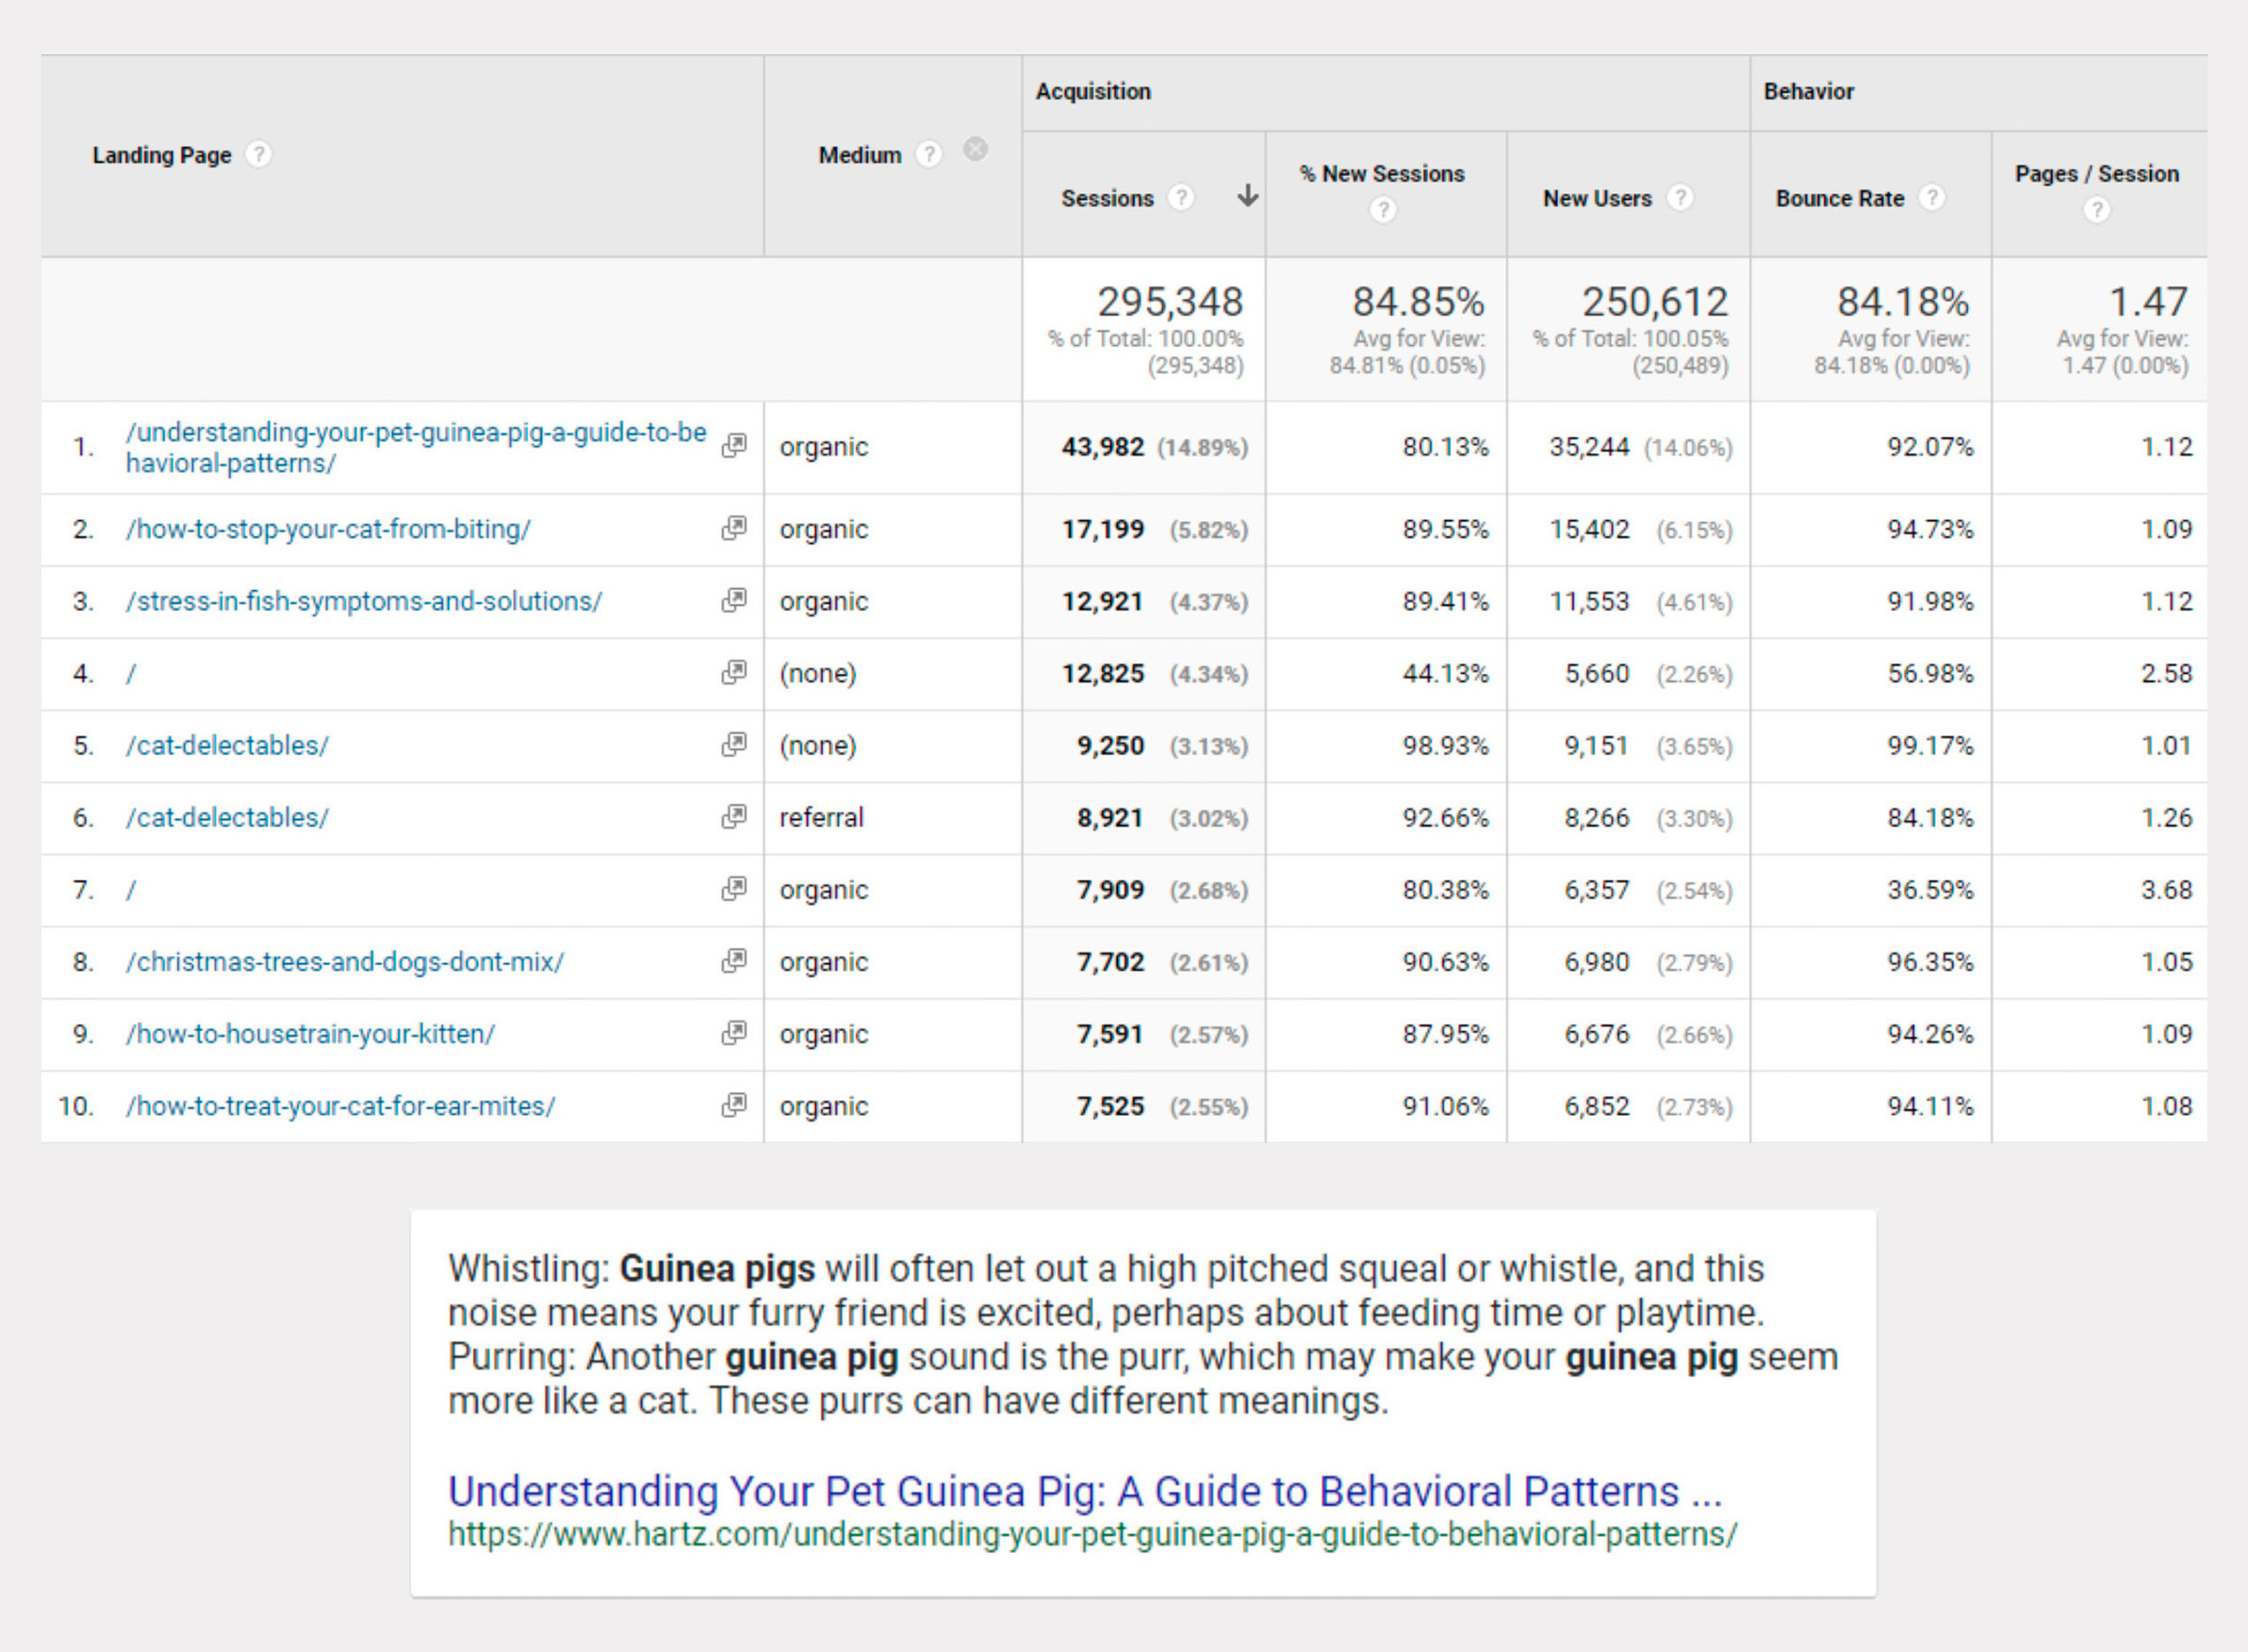 Acquisition Behavior
Landing Page ? Medium ?
Sessions ? % New Sessions ? New Users ? Bounce Rate ? Pages / Session ?
295,348 84.85% 250,612 84.18% 1.47
% of Total: 100.00% Avg for View: % of Total: 100.05% Avg for View: Avg for View:
(295,348) 84.81% (0.05%) (250,489) 84.18% (0.00%) 1.47 (0.00%)
1. /understanding-your-pet-guinea-pig-a-guide-to-be
havioral-patterns/ organic 43,982 (14.89%) 80.13% 35,244 (14.06%) 92.07% 1.12
2. /how-to-stop-your-cat-from-biting/ organic 17,199 (5.82%) 89.55% 15,402 (6.15%) 94.73% 1.09
3. /stress-in-fish-symptoms-and-solutions/ organic 12,921 (4.37%) 89.41% 11,553 (4.61%) 91.98% 1.12
4. / (none) 12,825 (4.34%) 44.13% 5,660 (2.26%) 56.98% 2.58
5. /cat-delectables/ (none) 9,250 (3.13%) 98.93% 9,151 (3.65%) 99.17% 1.01
6. /cat-delectables/ referral 8,921 (3.02%) 92.66% 8,266 (3.30%) 84.18% 1.26
7. / organic 7,909 (2.68%) 80.38% 6,357 (2.54%) 36.59% 3.68
8. /christmas-trees-and-dogs-dont-mix/ organic 7,702 (2.61%) 90.63% 6,980 (2.79%) 96.35% 1.05
9. /how-to-housetrain-your-kitten/ organic 7,591 (2.57%) 87.95% 6,676 (2.66%) 94.26% 1.09
10. /how-to-treat-your-cat-for-ear-mites/ organic 7,525 (2.55%) 91.06% 6,852 (2.73%) 94.11% 1.08
Whistling: Guinea pigs will often let out a high pitched squeal or whistle, and this
noise means your furry friend is excited, perhaps about feeding time or playtime.
Purring: Another guinea pig sound is the purr, which may make your guinea pig seem
more like a cat. These purrs can have different meanings.
Understanding Your Pet Guinea Pig: A Guide to Behavioral Patterns ...
https://www.hartz.com/understanding-your-pet-guinea-pig-a-guide-to-behavioral-patterns/